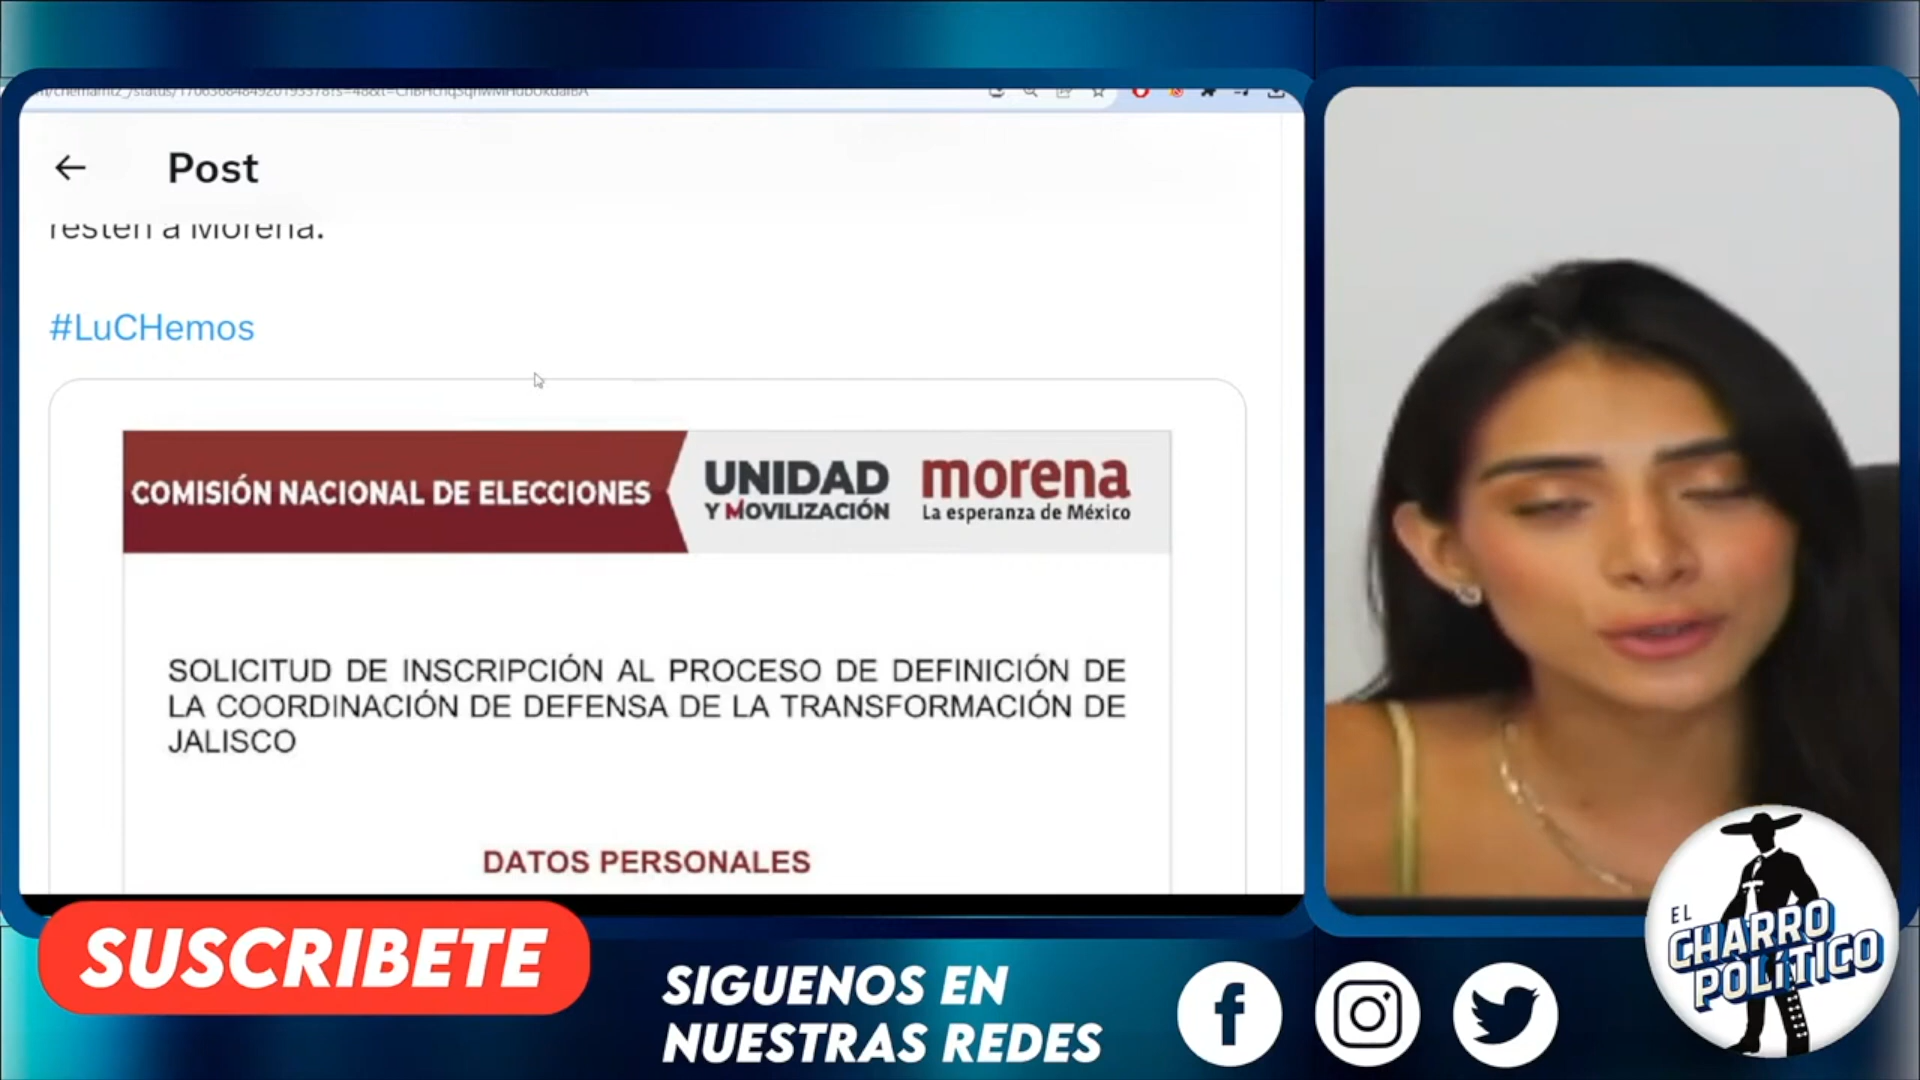 Post
resten a Morena.
#LuCHemos
COMISIÓN NACIONAL DE ELECCIONES
UNIDAD
Y MOVILIZACIÓN
morena
La esperanza de México
SOLICITUD DE INSCRIPCIÓN AL PROCESO DE DEFINICIÓN DE
LA COORDINACIÓN DE DEFENSA DE LA TRANSFORMACIÓN DE
JALISCO
DATOS PERSONALES
SUSCRIBETE
SIGUENOS EN
NUESTRAS REDES
EL
CHARRO
POLÍTICO